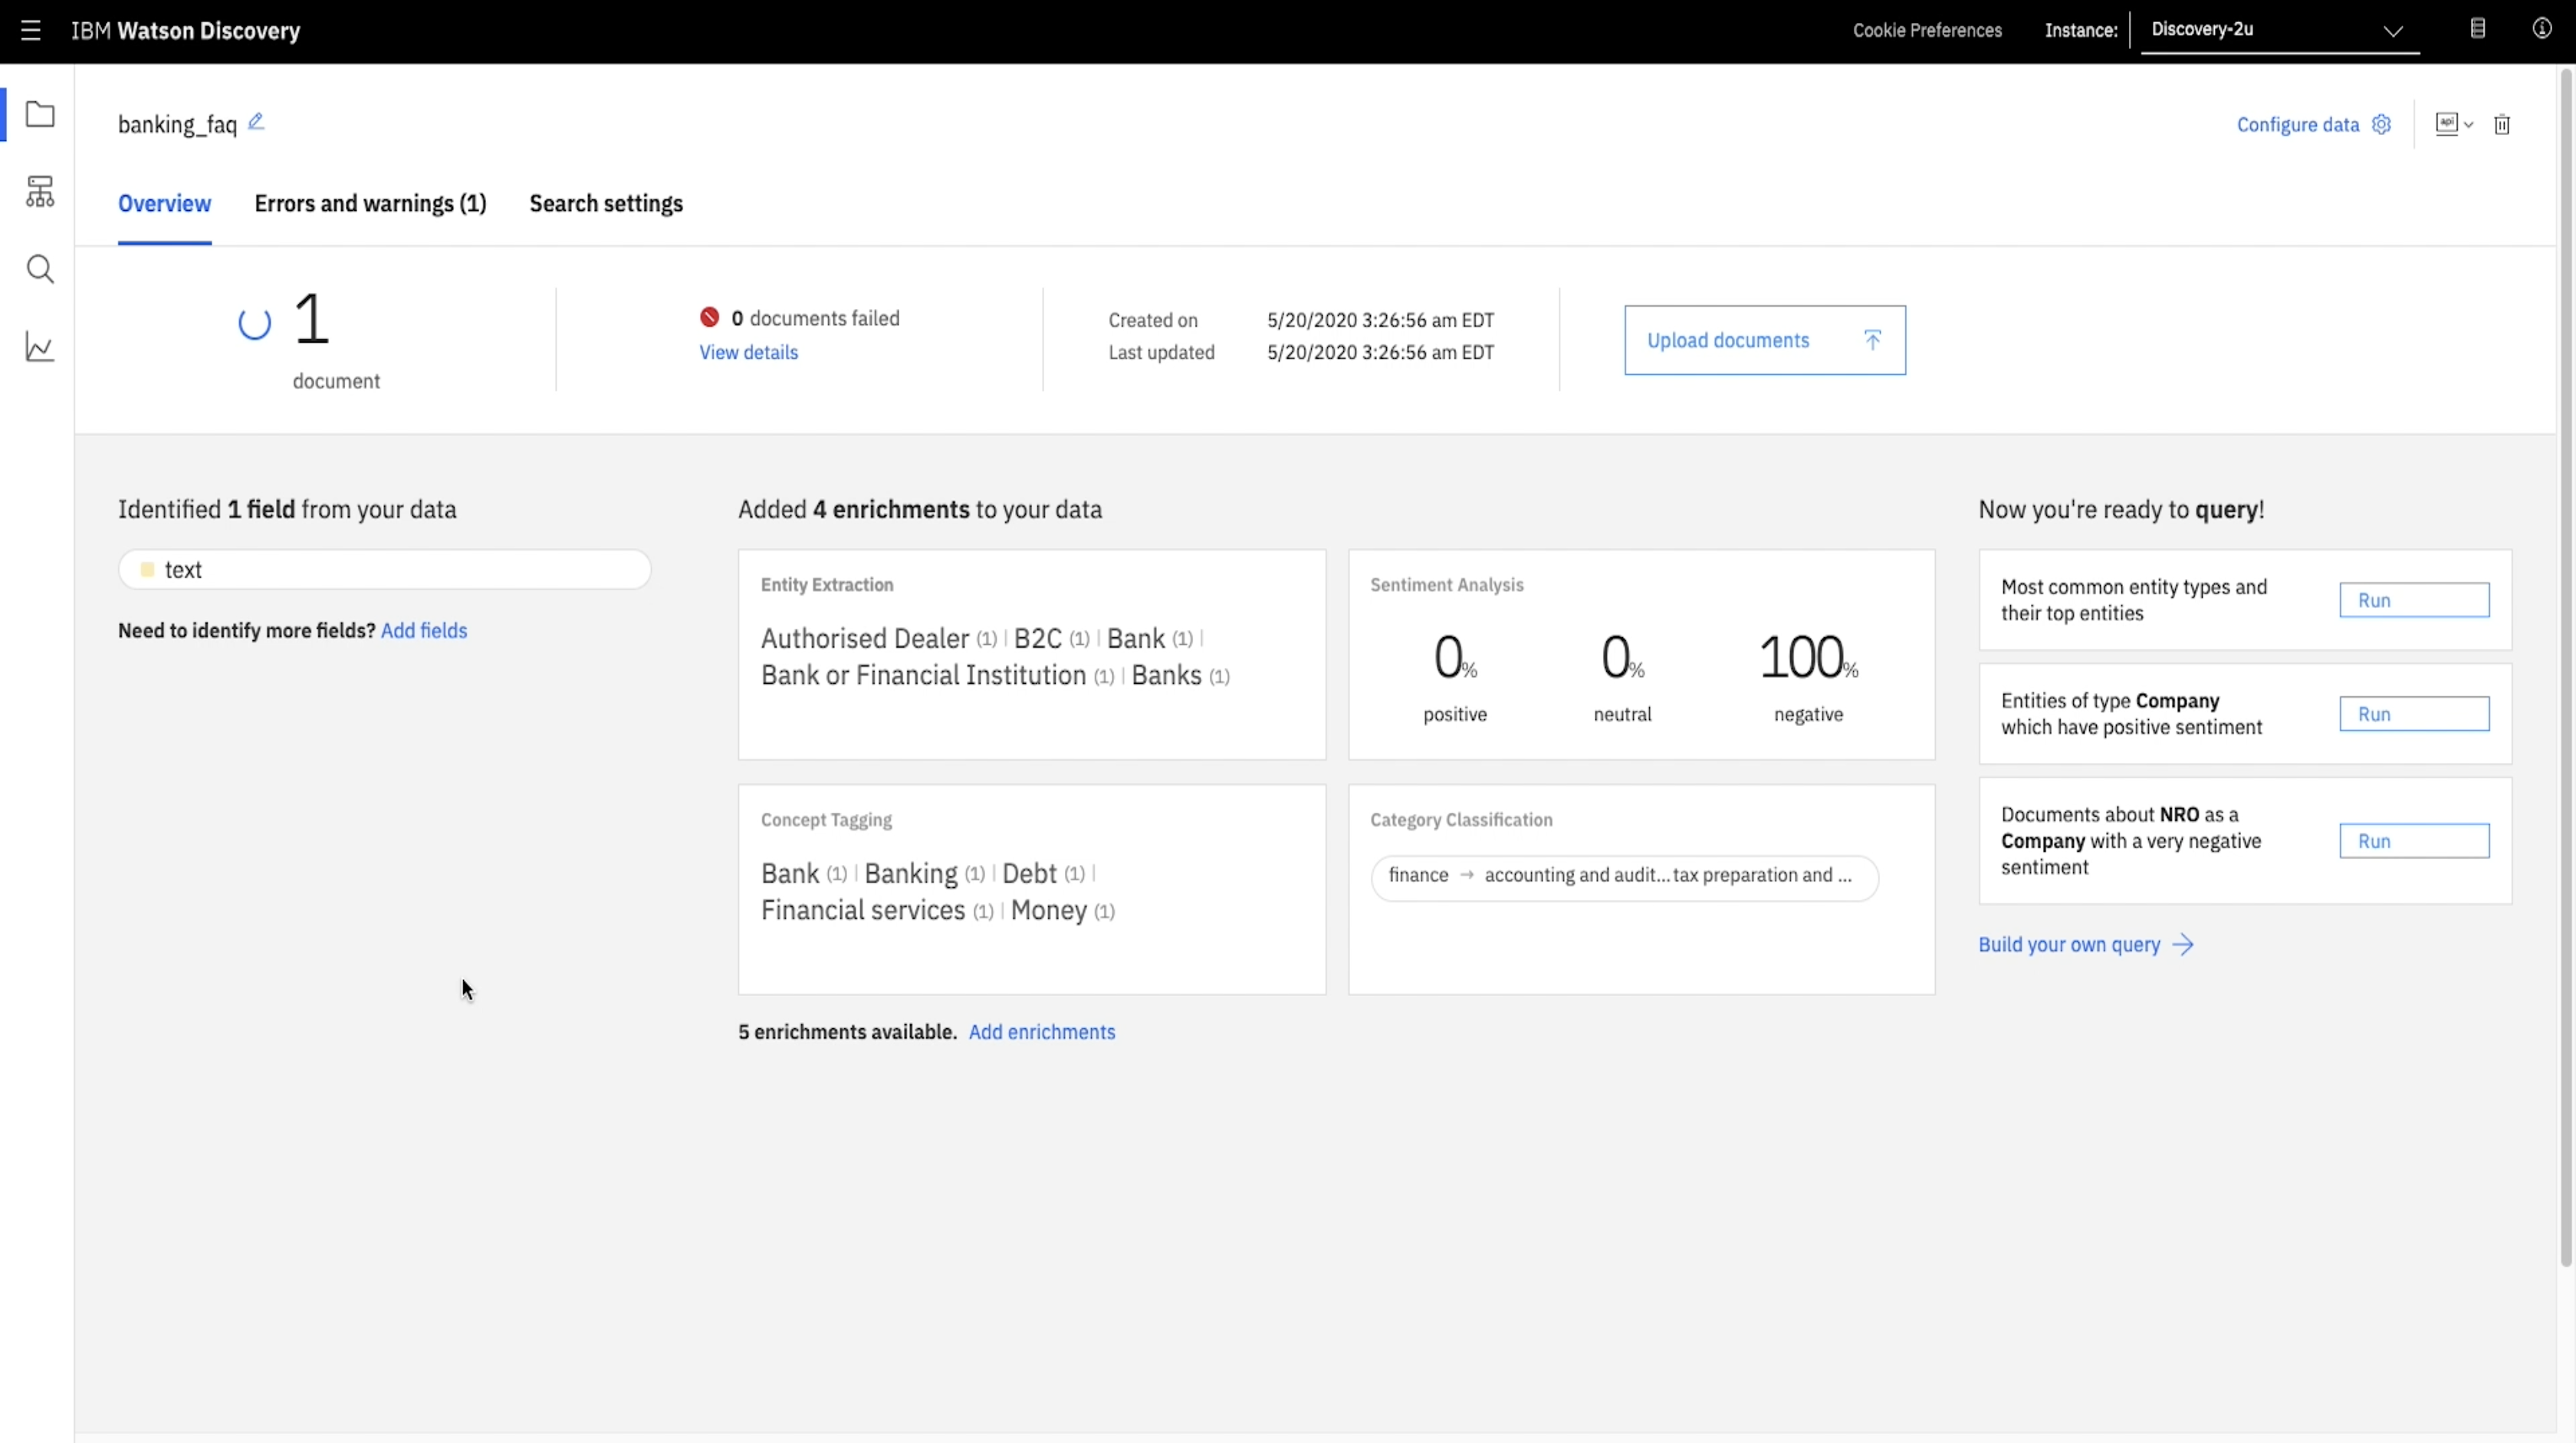 IBM Watson Discovery
Cookie Preferences
Instance:
Discovery-2u
banking_faq
Configure data
api
Overview
Errors and warnings (1)
Search settings
1
document
0 documents failed
View details
Created on 5/20/2020 3:26:56 am EDT
Last updated 5/20/2020 3:26:56 am EDT
Upload documents
Identified 1 field from your data
text
Need to identify more fields? Add fields
Added 4 enrichments to your data
Entity Extraction
Authorised Dealer (1) | B2C (1) | Bank (1) |
Bank or Financial Institution (1) | Banks (1)
Sentiment Analysis
0% 0% 100%
positive neutral negative
Concept Tagging
Bank (1) | Banking (1) | Debt (1) |
Financial services (1) | Money (1)
Category Classification
finance → accounting and audit...tax preparation and ...
5 enrichments available. Add enrichments
Now you're ready to query!
Most common entity types and
their top entities
Run
Entities of type Company
which have positive sentiment
Run
Documents about NRO as a
Company with a very negative
sentiment
Run
Build your own query →